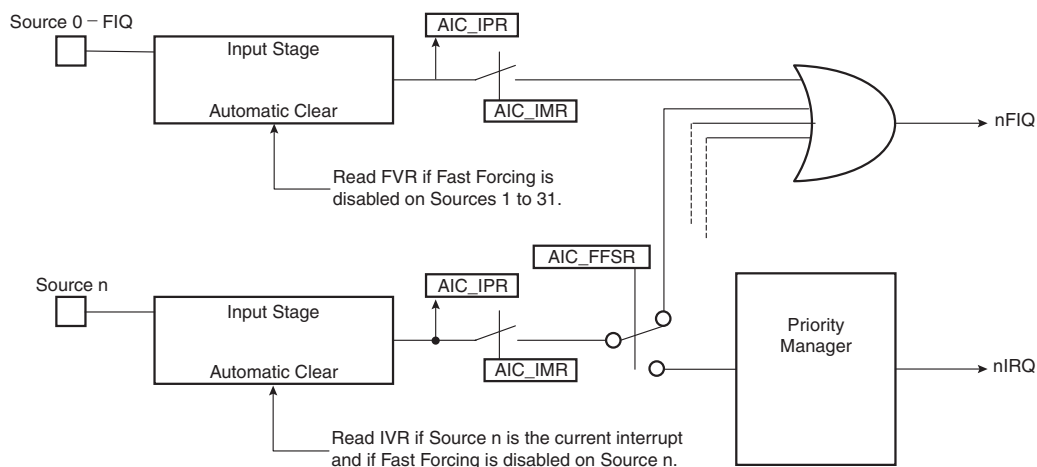 Source 0 – FIQ
AIC_IPR
Input Stage
Automatic Clear
AIC_IMR
nFIQ
Read FVR if Fast Forcing is
disabled on Sources 1 to 31.
AIC_FFSR
Source n
AIC_IPR
Input Stage
Priority
Manager
Automatic Clear
AIC_IMR
nIRQ
Read IVR if Source n is the current interrupt
and if Fast Forcing is disabled on Source n.